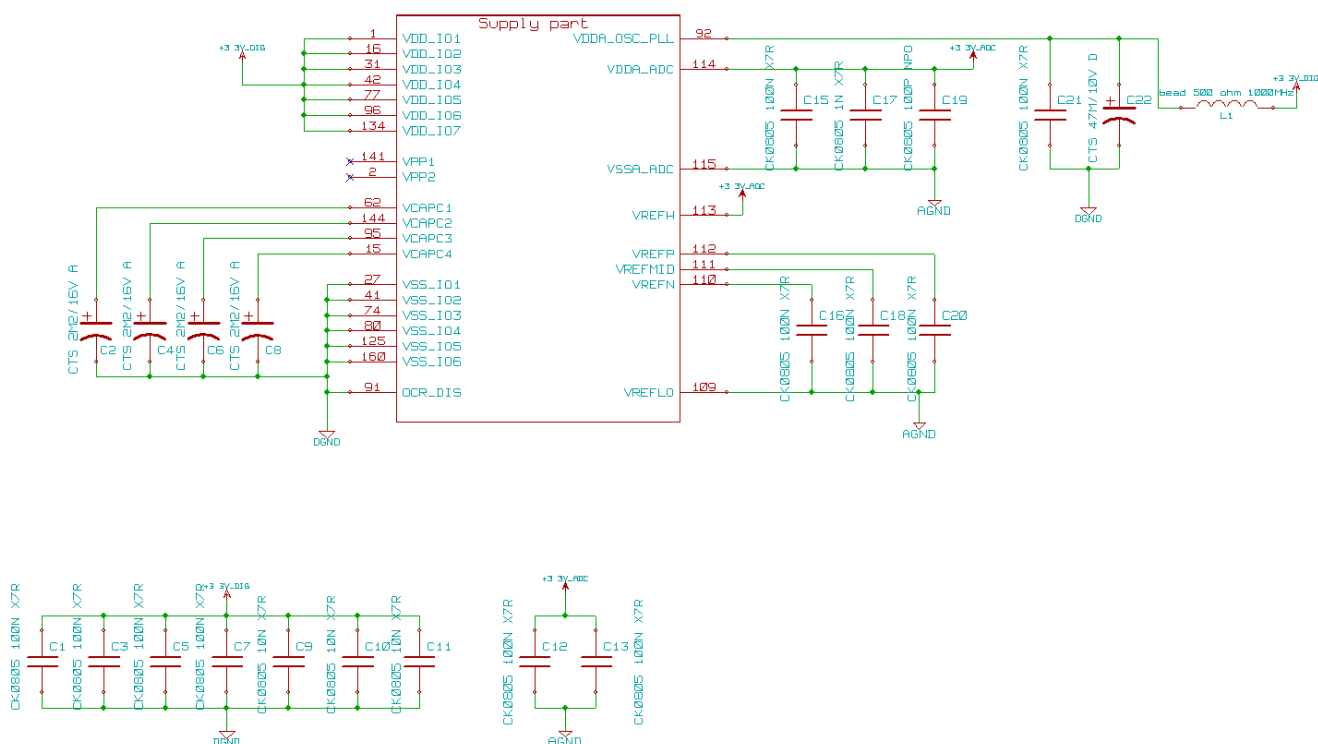 Supply part
+3 3V_DIG
1 VDD_IO1
16 VDD_IO2
31 VDD_IO3
42 VDD_IO4
77 VDD_IO5
96 VDD_IO6
134 VDD_IO7
141 VPP1
2 VPP2
62 VCAPC1
144 VCAPC2
95 VCAPC3
15 VCAPC4
27 VSS_IO1
41 VSS_IO2
74 VSS_IO3
80 VSS_IO4
125 VSS_IO5
160 VSS_IO6
91 OCR_DIS
DGND
CTS 2M2/16V A
C2
CTS 2M2/16V A
C4
CTS 2M2/16V A
C6
CTS 2M2/16V A
C8
VDDA_OSC_PLL 92
VDDA_ADC 114
+3 3V_ADC
VSSA_ADC 115
+3 3V_ADC
VREFH 113
VREFP 112
VREFMID 111
VREFN 110
VREFLO 109
CK0805 100N X7R
C15
CK0805 1N X7R
C17
CK0805 100P NPO
C19
AGND
CK0805 100N X7R
C16
CK0805 100N X7R
C18
CK0805 100N X7R
C20
AGND
CK0805 100N X7R
C21
CTS 47M/10V D
C22
DGND
bead 500 ohm 1000MHz
L1
+3 3V_DIG
+3 3V_DIG
CK0805 100N X7R
C1
CK0805 100N X7R
C3
CK0805 100N X7R
C5
CK0805 100N X7R
C7
CK0805 10N X7R
C9
CK0805 10N X7R
C10
CK0805 10N X7R
C11
DGND
+3 3V_ADC
CK0805 100N X7R
C12
CK0805 100N X7R
C13
AGND